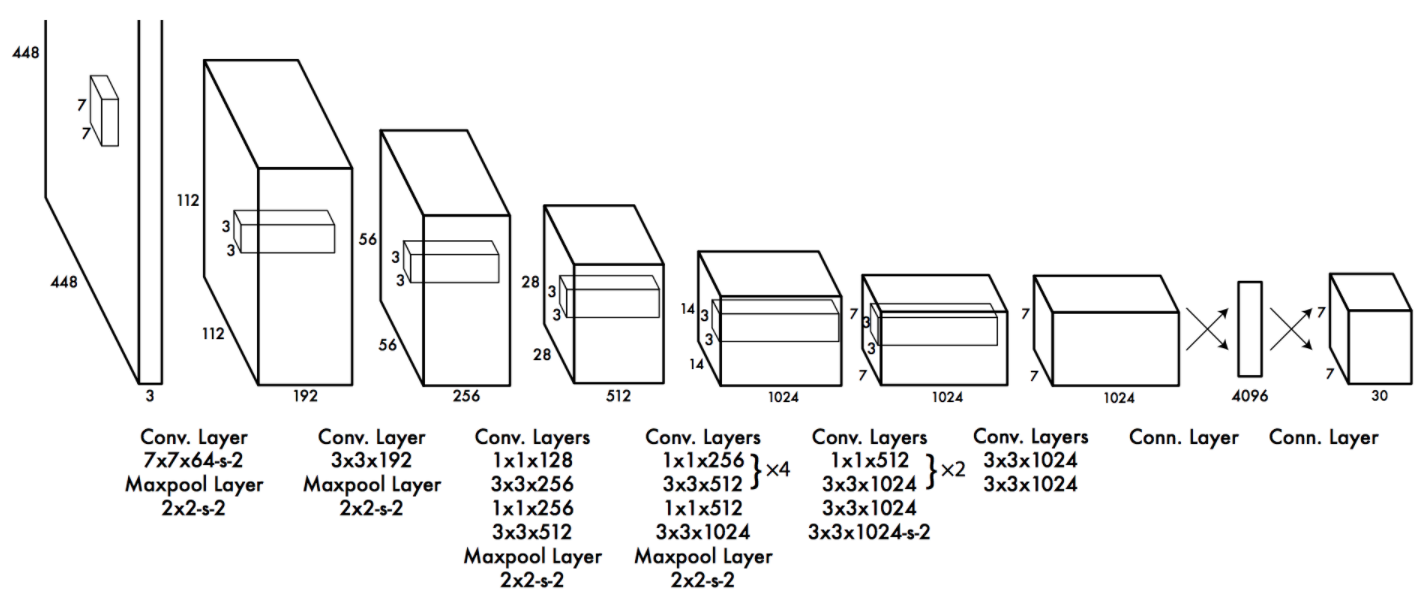 448
7
7
448
3
112
3
3
112
192
56
3
3
56
256
28
3
3
28
512
14
3
3
14
1024
7
3
3
7
1024
7
7
1024
4096
7
7
30
Conv. Layer
7x7x64-s-2
Maxpool Layer
2x2-s-2
Conv. Layer
3x3x192
Maxpool Layer
2x2-s-2
Conv. Layers
1x1x128
3x3x256
1x1x256
3x3x512
Maxpool Layer
2x2-s-2
Conv. Layers
1x1x256
3x3x512
} ×4
1x1x512
3x3x1024
Maxpool Layer
2x2-s-2
Conv. Layers
1x1x512
3x3x1024
} ×2
3x3x1024
3x3x1024-s-2
Conv. Layers
3x3x1024
3x3x1024
Conn. Layer
Conn. Layer